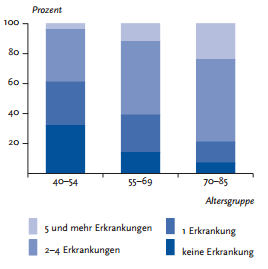 Prozent
100
80
60
40
20
40–54 55–69 70–85
Altersgruppe
5 und mehr Erkrankungen 1 Erkrankung
2–4 Erkrankungen keine Erkrankung